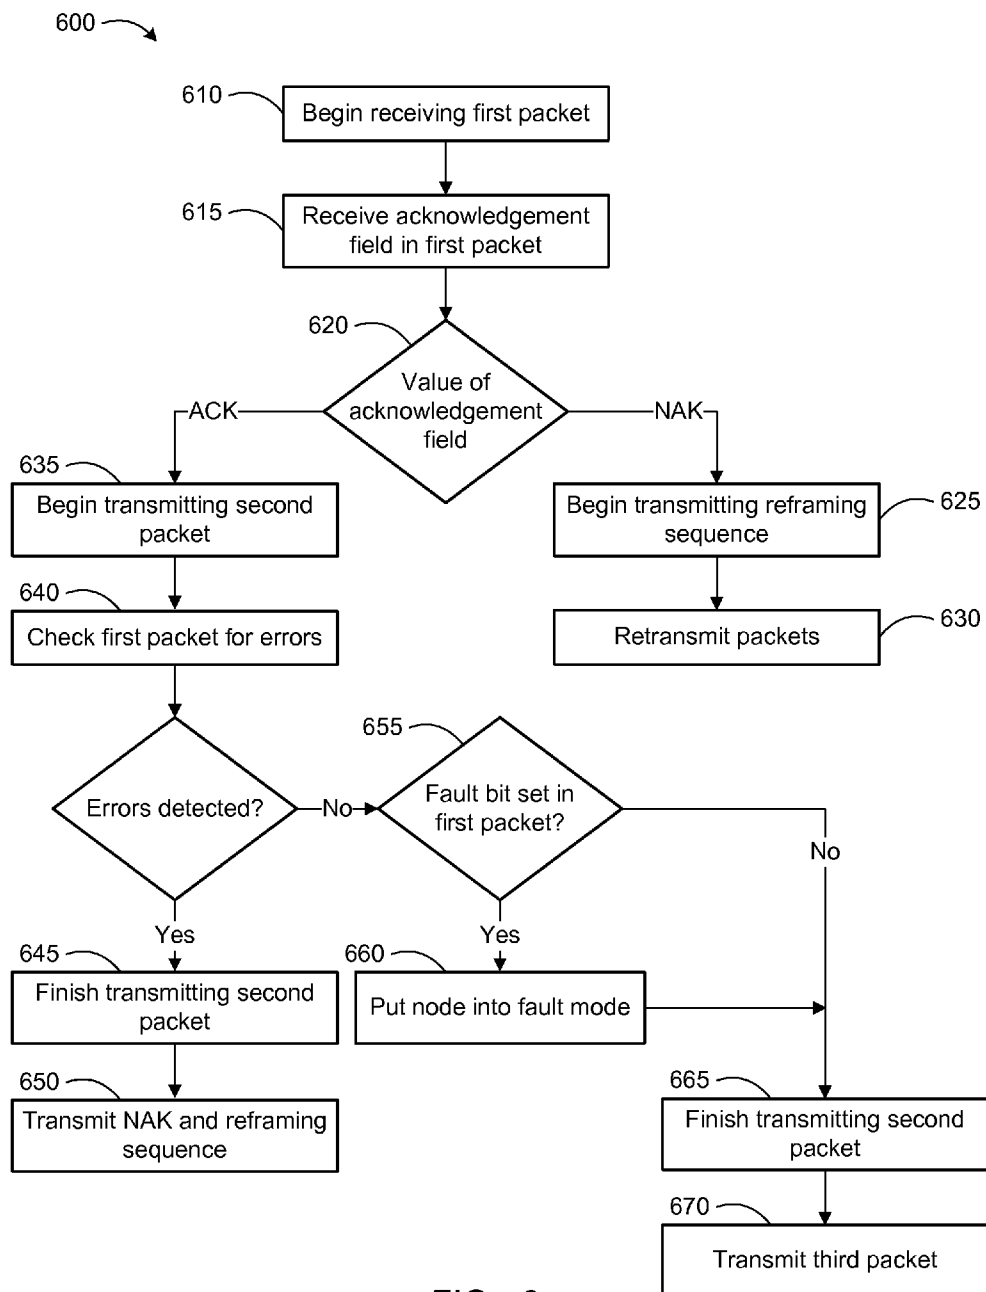 600
610
Begin receiving first packet
615
Receive acknowledgement
field in first packet
620
Value of
acknowledgement
field
ACK
NAK
635
Begin transmitting second
packet
Begin transmitting reframing
sequence
625
640
Check first packet for errors
Retransmit packets
630
Errors detected?
No
655
Fault bit set in
first packet?
No
Yes
Yes
645
Finish transmitting second
packet
660
Put node into fault mode
650
Transmit NAK and reframing
sequence
665
Finish transmitting second
packet
670
Transmit third packet